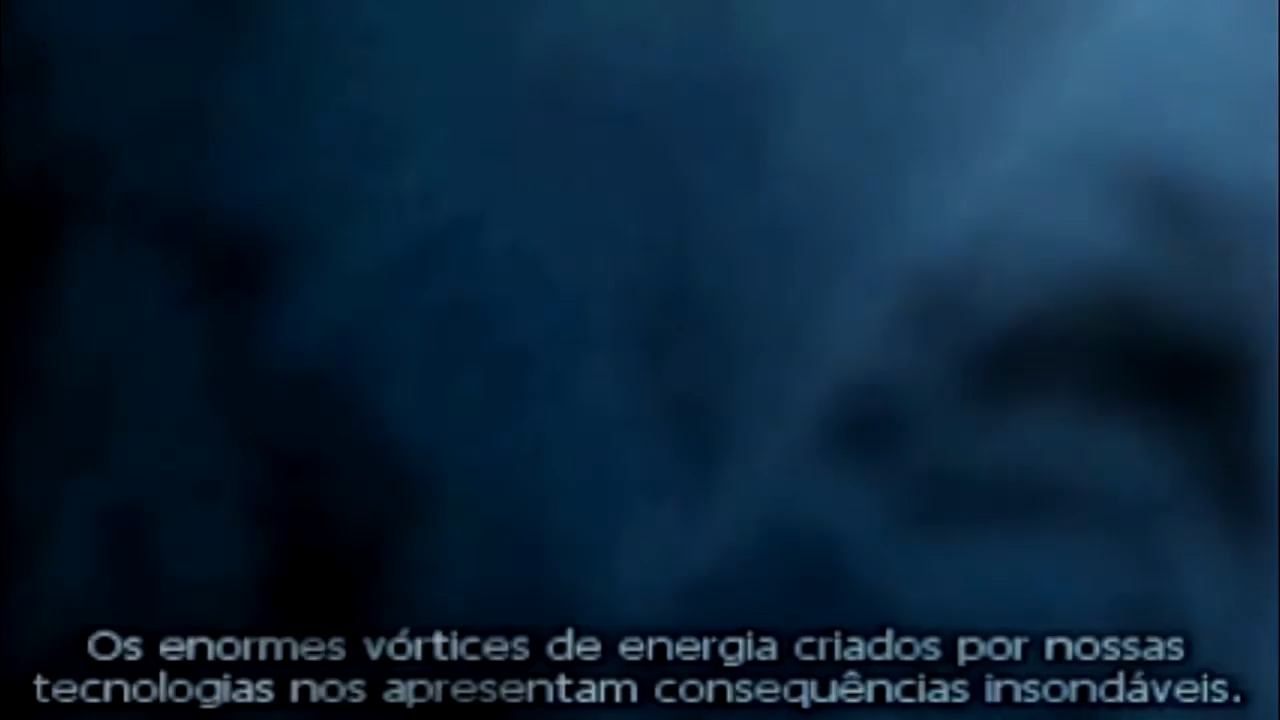 Os enormes vórtices de energia criados por nossas
tecnologias nos apresentam consequências insondáveis.